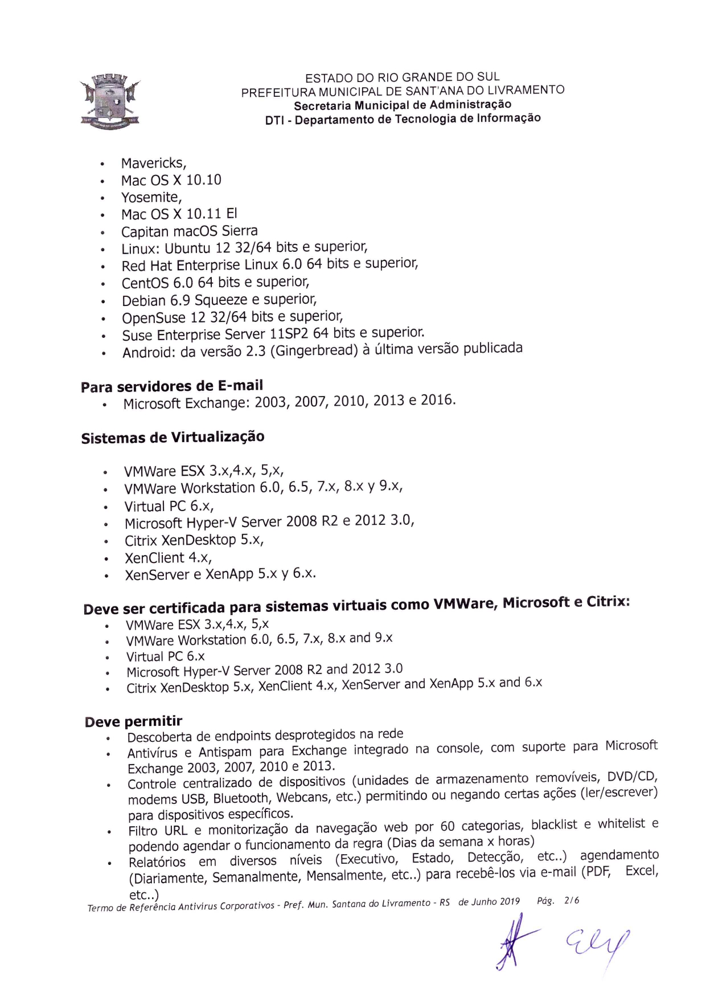 ESTADO DO RIO GRANDE DO SUL
PREFEITURA MUNICIPAL DE SANT'ANA DO LIVRAMENTO
Secretaria Municipal de Administração
DTI - Departamento de Tecnologia de Informação
• Mavericks,
• Mac OS X 10.10
• Yosemite,
• Mac OS X 10.11 El
• Capitan macOS Sierra
• Linux: Ubuntu 12 32/64 bits e superior,
• Red Hat Enterprise Linux 6.0 64 bits e superior,
• CentOS 6.0 64 bits e superior,
• Debian 6.9 Squeeze e superior,
• OpenSuse 12 32/64 bits e superior,
• Suse Enterprise Server 11SP2 64 bits e superior.
• Android: da versão 2.3 (Gingerbread) à última versão publicada
Para servidores de E-mail
• Microsoft Exchange: 2003, 2007, 2010, 2013 e 2016.
Sistemas de Virtualização
• VMWare ESX 3.x,4.x, 5,x,
• VMWare Workstation 6.0, 6.5, 7.x, 8.x y 9.x,
• Virtual PC 6.x,
• Microsoft Hyper-V Server 2008 R2 e 2012 3.0,
• Citrix XenDesktop 5.x,
• XenClient 4.x,
• XenServer e XenApp 5.x y 6.x.
Deve ser certificada para sistemas virtuais como VMWare, Microsoft e Citrix:
• VMWare ESX 3.x,4.x, 5,x
• VMWare Workstation 6.0, 6.5, 7.x, 8.x and 9.x
• Virtual PC 6.x
• Microsoft Hyper-V Server 2008 R2 and 2012 3.0
• Citrix XenDesktop 5.x, XenClient 4.x, XenServer and XenApp 5.x and 6.x
Deve permitir
• Descoberta de endpoints desprotegidos na rede
• Antivírus e Antispam para Exchange integrado na console, com suporte para Microsoft
Exchange 2003, 2007, 2010 e 2013.
• Controle centralizado de dispositivos (unidades de armazenamento removíveis, DVD/CD,
modems USB, Bluetooth, Webcans, etc.) permitindo ou negando certas ações (ler/escrever)
para dispositivos específicos.
• Filtro URL e monitorização da navegação web por 60 categorias, blacklist e whitelist e
podendo agendar o funcionamento da regra (Dias da semana x horas)
• Relatórios em diversos níveis (Executivo, Estado, Detecção, etc..) agendamento
(Diariamente, Semanalmente, Mensalmente, etc..) para recebê-los via e-mail (PDF, Excel,
etc..)
Termo de Referência Antivirus Corporativos - Pref. Mun. Santana do Livramento - RS de Junho 2019 Pág. 2/6